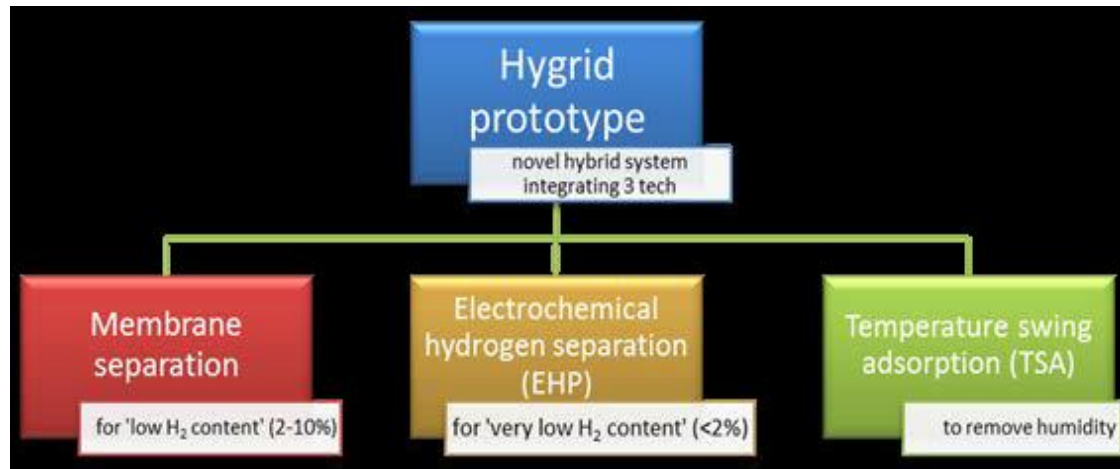 Hygrid
prototype
novel hybrid system
integrating 3 tech
Membrane
separation
for 'low H₂ content' (2-10%)
Electrochemical
hydrogen separation
(EHP)
for 'very low H₂ content' (<2%)
Temperature swing
adsorption (TSA)
to remove humidity